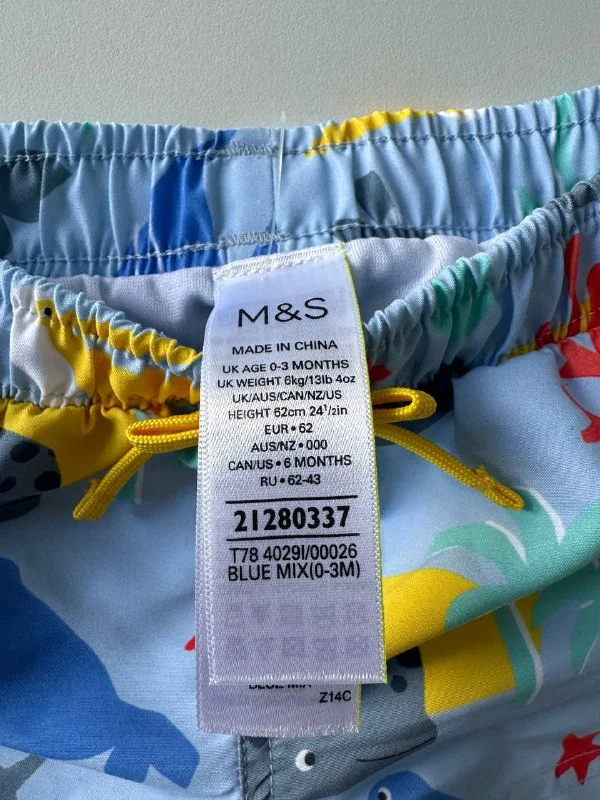 M&S
MADE IN CHINA
UK AGE 0-3 MONTHS
UK WEIGHT 6kg/13lb 4oz
UK/AUS/CAN/NZ/US
HEIGHT 62cm 24 1/2in
EUR • 62
AUS/NZ • 000
CAN/US • 6 MONTHS
RU • 62-43
21280337
T78 4029I/00026
BLUE MIX(0-3M)
Z14C